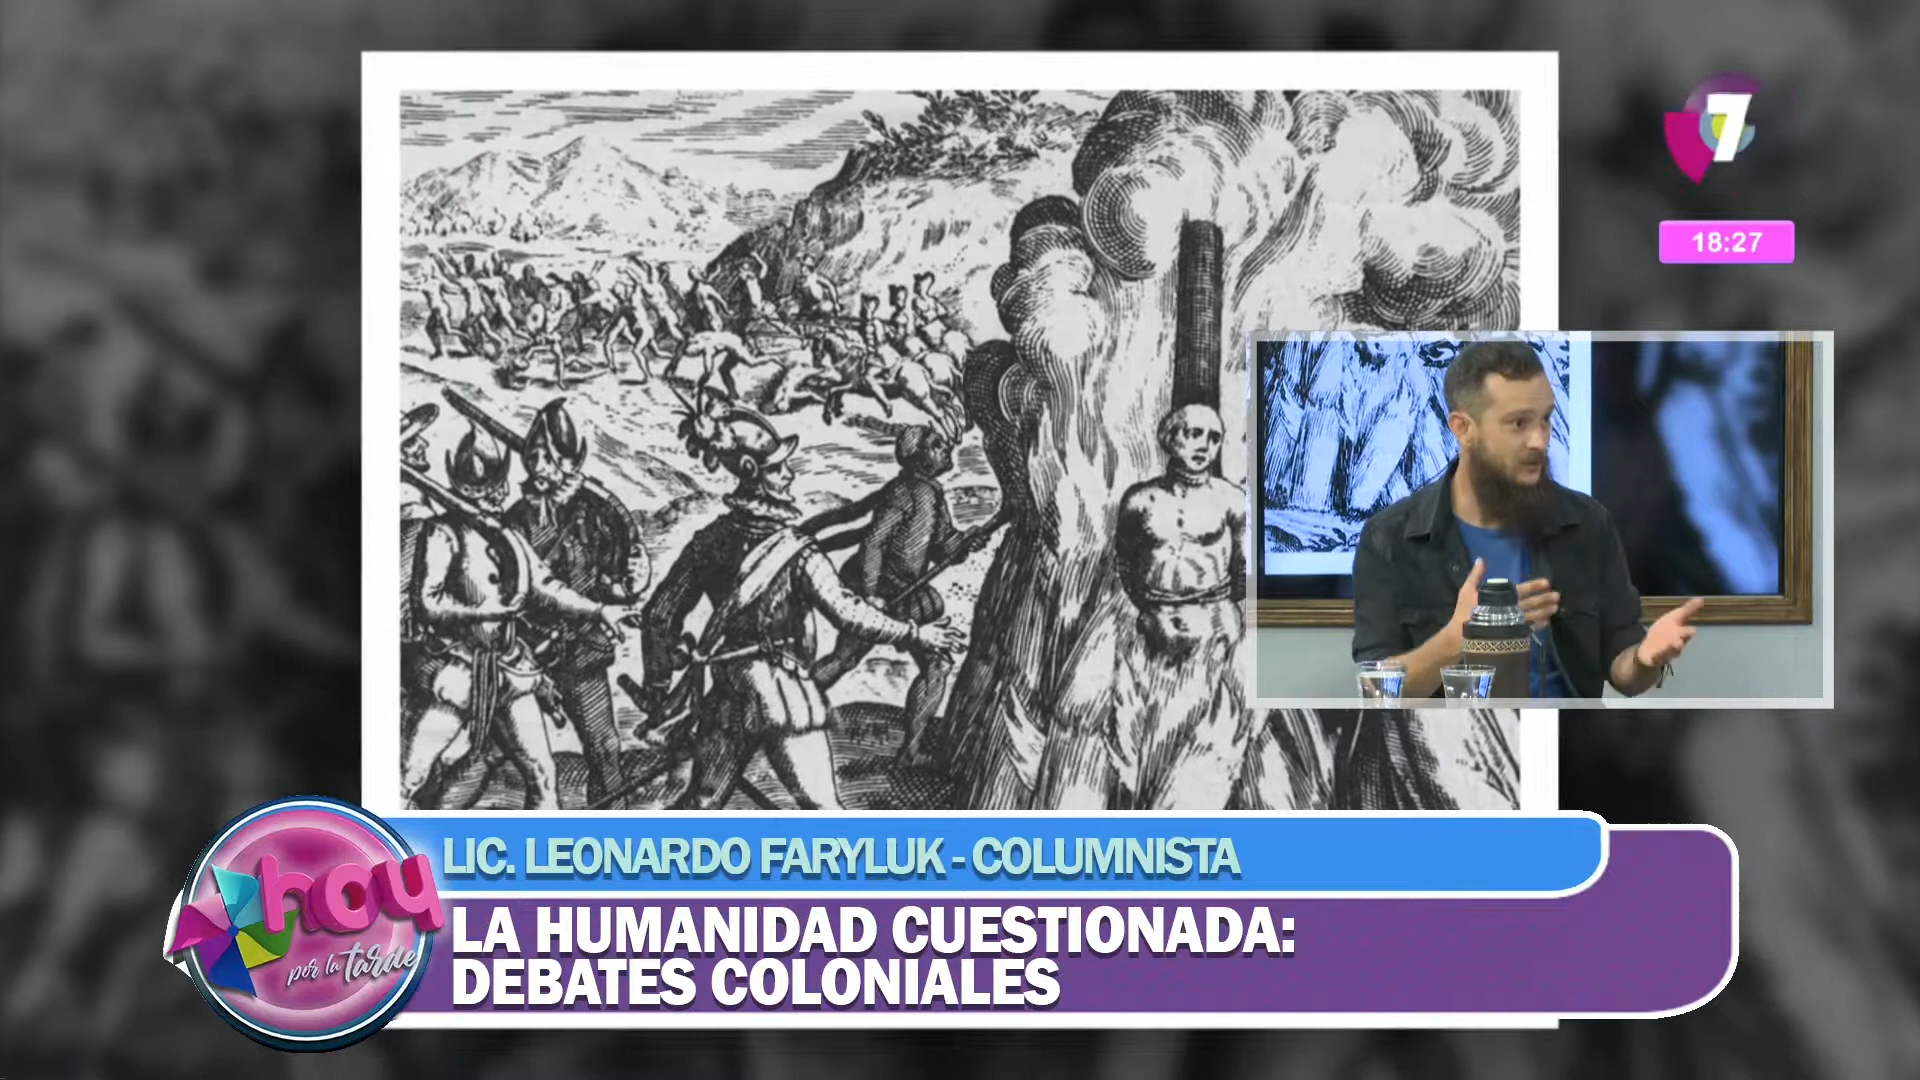 7
18:27
LIC. LEONARDO FARYLUK - COLUMNISTA
hoy
por la tarde
LA HUMANIDAD CUESTIONADA:
DEBATES COLONIALES